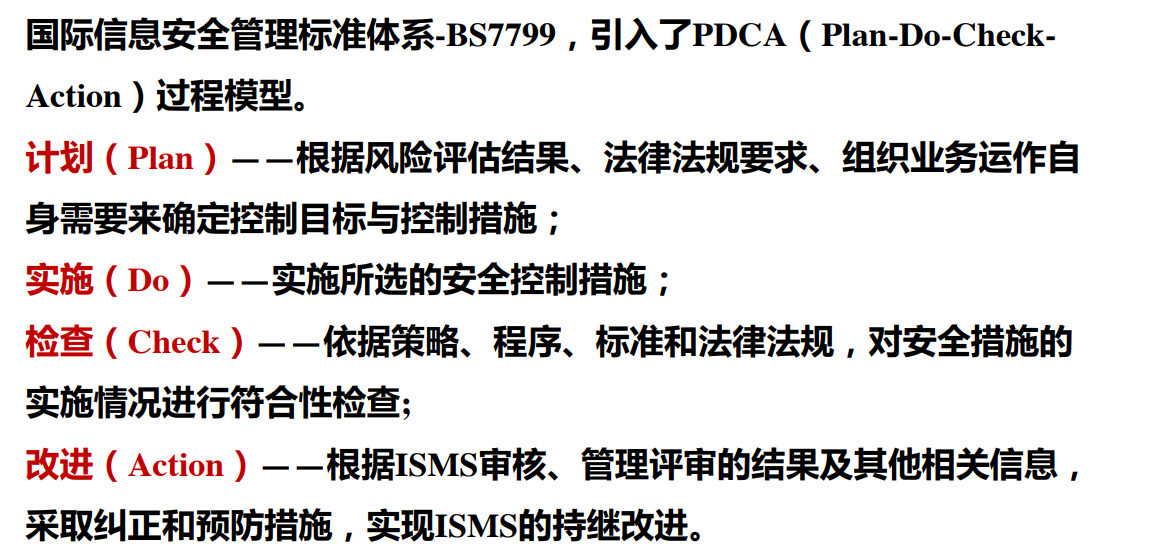 国际信息安全管理标准体系-BS7799，引入了PDCA（Plan-Do-Check-
Action）过程模型。
计划（Plan）——根据风险评估结果、法律法规要求、组织业务运作自
身需要来确定控制目标与控制措施；
实施（Do）——实施所选的安全控制措施；
检查（Check）——依据策略、程序、标准和法律法规，对安全措施的
实施情况进行符合性检查;
改进（Action）——根据ISMS审核、管理评审的结果及其他相关信息，
采取纠正和预防措施，实现ISMS的持继改进。